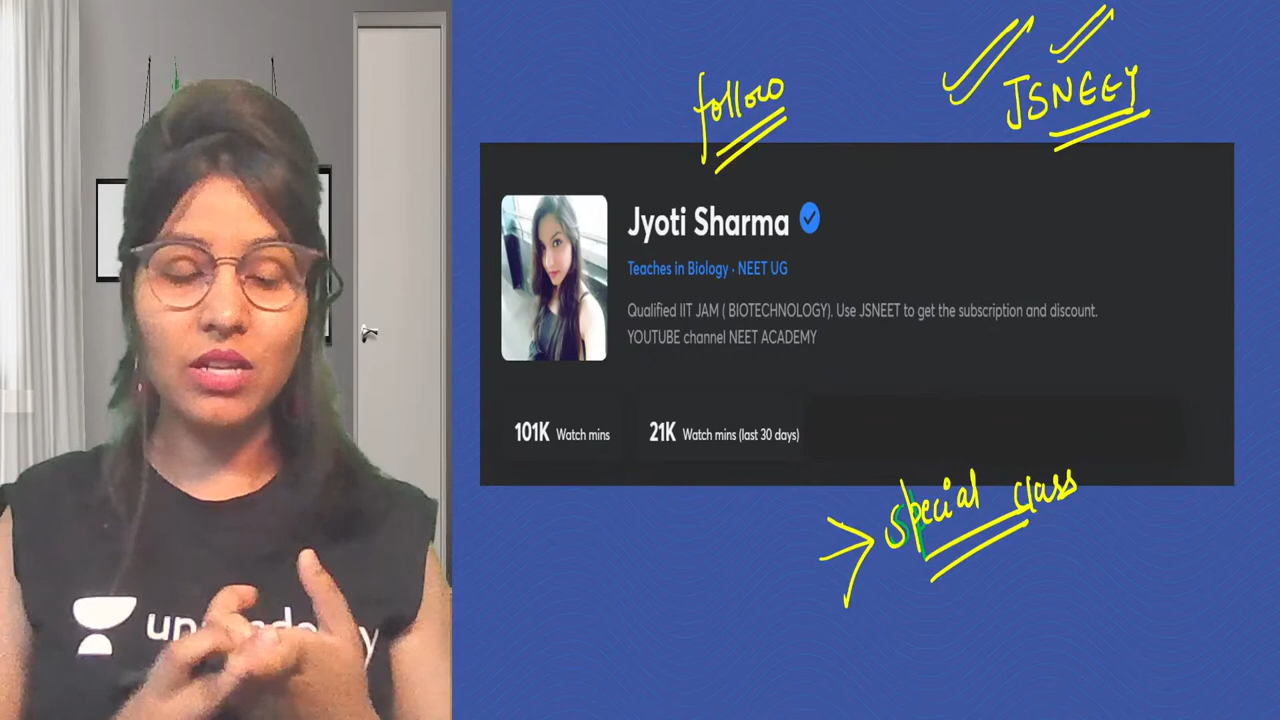 JSNEEY
follow
Jyoti Sharma
Teaches in Biology · NEET UG
Qualified IIT JAM ( BIOTECHNOLOGY). Use JSNEET to get the subscription and discount.
YOUTUBE channel NEET ACADEMY
101K Watch mins
21K Watch mins (last 30 days)
special class